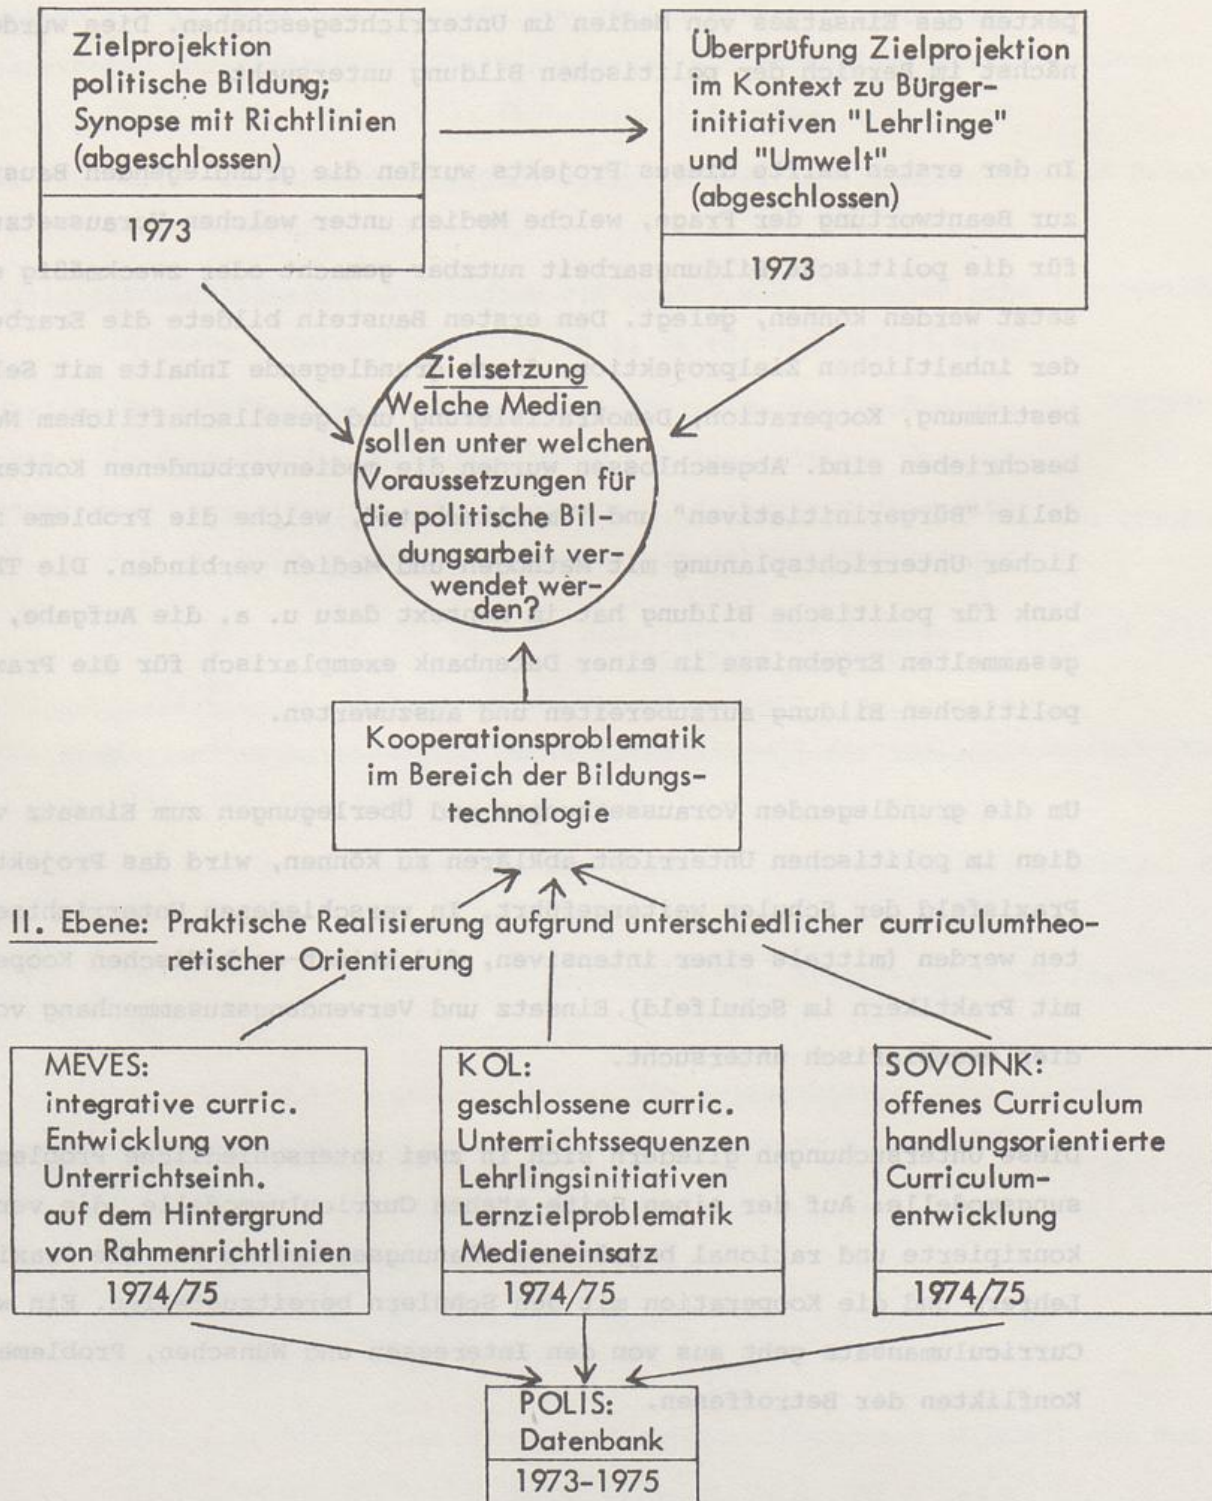 Zielprojektion
politische Bildung;
Synopse mit Richtlinien
(abgeschlossen)
1973
Überprüfung Zielprojektion
im Kontext zu Bürger-
initiativen "Lehrlinge"
und "Umwelt"
(abgeschlossen)
1973
Zielsetzung
Welche Medien
sollen unter welchen
Voraussetzungen für
die politische Bil-
dungsarbeit ver-
wendet wer-
den?
Kooperationsproblematik
im Bereich der Bildungs-
technologie
II. Ebene: Praktische Realisierung aufgrund unterschiedlicher curriculumtheo-
retischer Orientierung
MEVES:
integrative curric.
Entwicklung von
Unterrichtseinh.
auf dem Hintergrund
von Rahmenrichtlinien
1974/75
KOL:
geschlossene curric.
Unterrichtssequenzen
Lehrlingsinitiativen
Lernzielproblematik
Medieneinsatz
1974/75
SOVOINK:
offenes Curriculum
handlungsorientierte
Curriculum-
entwicklung
1974/75
POLIS:
Datenbank
1973-1975